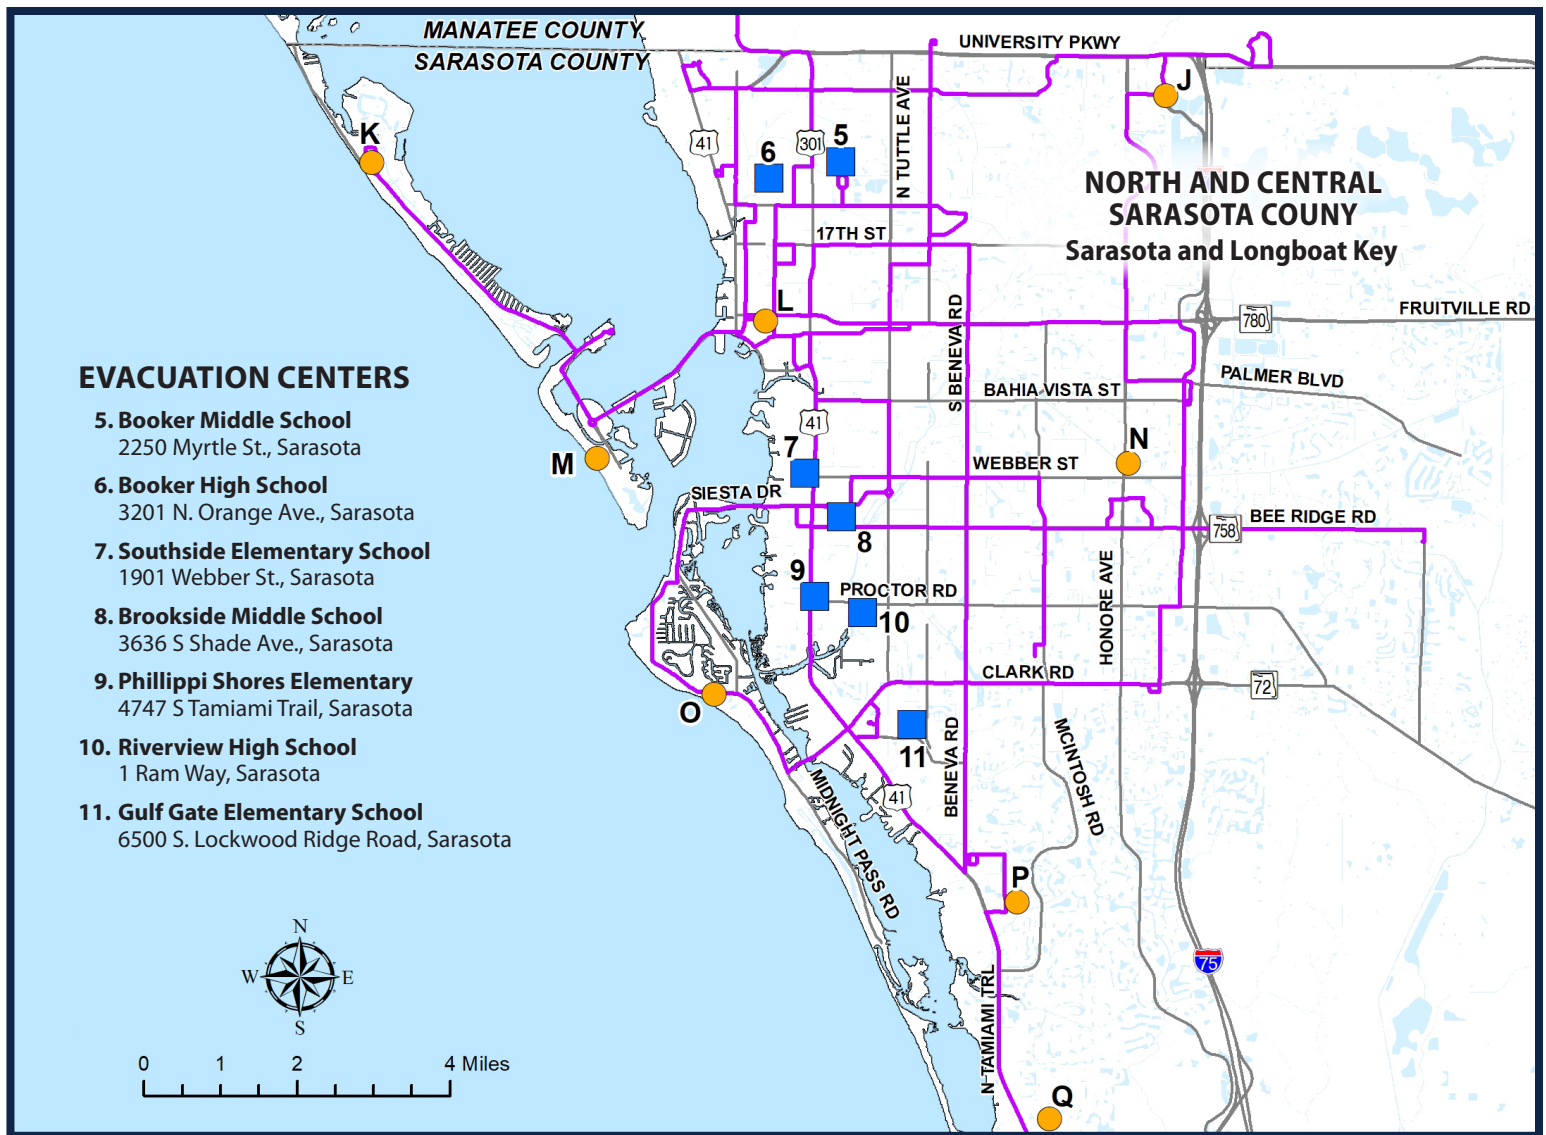 MANATEE COUNTY
SARASOTA COUNTY
UNIVERSITY PKWY
J
K
41
6
301
5
N TUTTLE AVE
NORTH AND CENTRAL
SARASOTA COUNY
Sarasota and Longboat Key
17TH ST
L
S BENEVA RD
780
FRUITVILLE RD
PALMER BLVD
BAHIA VISTA ST
41
7
N
M
WEBBER ST
SIESTA DR
8
758
BEE RIDGE RD
9
PROCTOR RD
10
HONORE AVE
CLARK RD
72
O
11
BENEVA RD
MCINTOSH RD
41
MIDNIGHT PASS RD
P
75
N TAMIAMI TRL
Q
EVACUATION CENTERS
5. Booker Middle School
2250 Myrtle St., Sarasota
6. Booker High School
3201 N. Orange Ave., Sarasota
7. Southside Elementary School
1901 Webber St., Sarasota
8. Brookside Middle School
3636 S Shade Ave., Sarasota
9. Phillippi Shores Elementary
4747 S Tamiami Trail, Sarasota
10. Riverview High School
1 Ram Way, Sarasota
11. Gulf Gate Elementary School
6500 S. Lockwood Ridge Road, Sarasota
N
W E
S
0 1 2 4 Miles